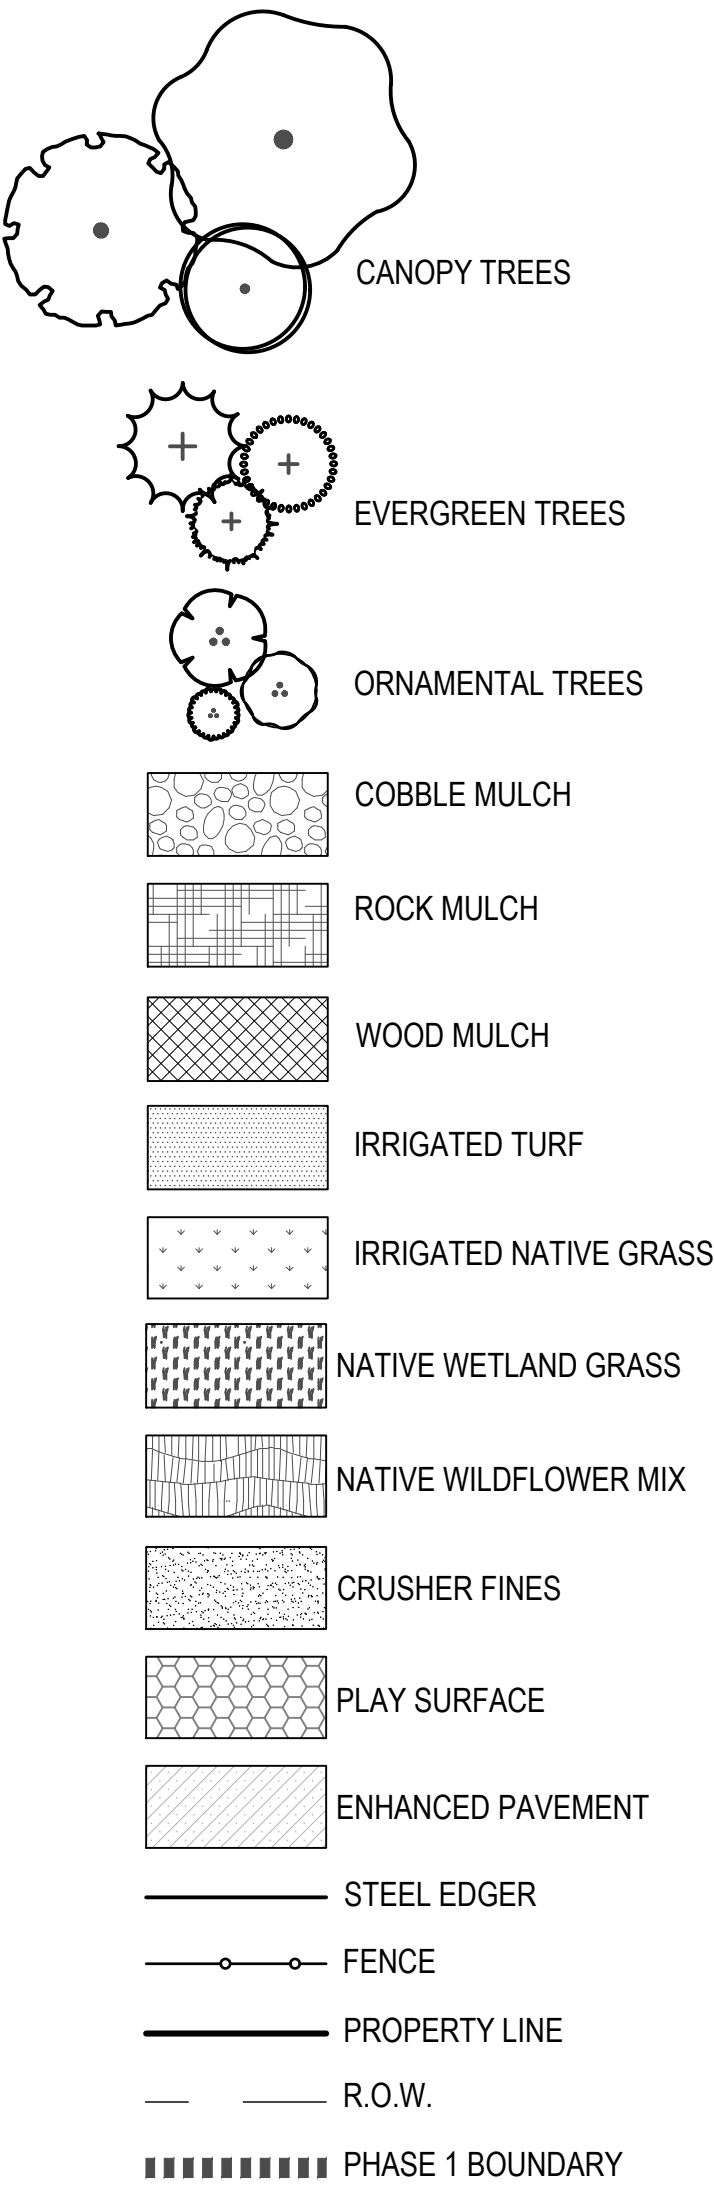 CANOPY TREES
EVERGREEN TREES
ORNAMENTAL TREES
COBBLE MULCH
ROCK MULCH
WOOD MULCH
IRRIGATED TURF
IRRIGATED NATIVE GRASS
NATIVE WETLAND GRASS
NATIVE WILDFLOWER MIX
CRUSHER FINES
PLAY SURFACE
ENHANCED PAVEMENT
STEEL EDGER
FENCE
PROPERTY LINE
R.O.W.
PHASE 1 BOUNDARY